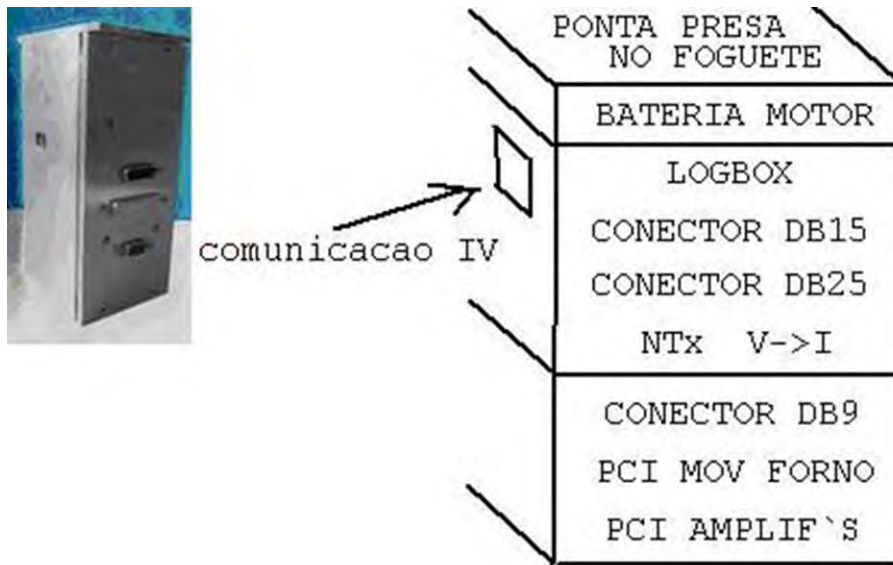 PONTA PRESA
NO FOGUETE
BATERIA MOTOR
LOGBOX
comunicacao IV
CONECTOR DB15
CONECTOR DB25
NTx V->I
CONECTOR DB9
PCI MOV FORNO
PCI AMPLIF`S